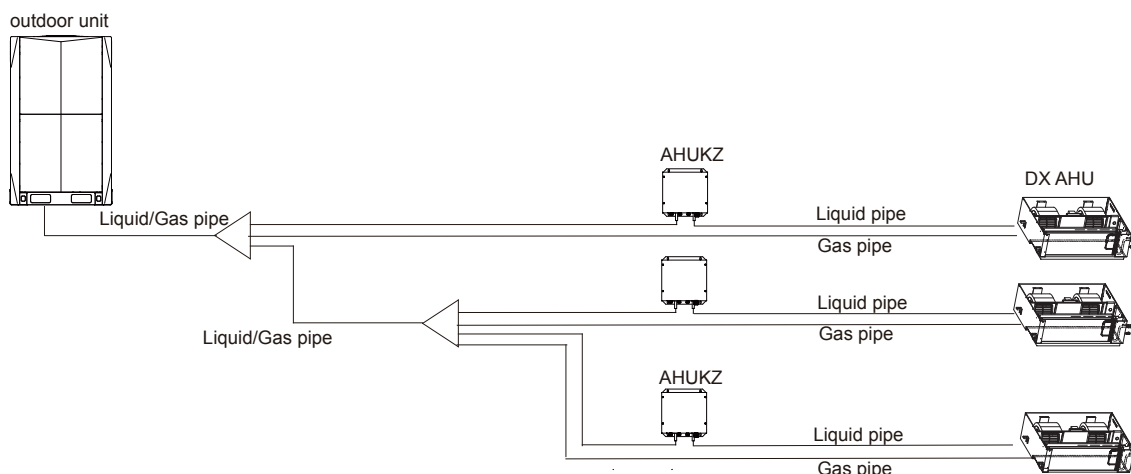 outdoor unit
AHUKZ
DX AHU
Liquid/Gas pipe
Liquid pipe
Gas pipe
Liquid pipe
Liquid/Gas pipe
Gas pipe
AHUKZ
Liquid pipe
Gas pipe